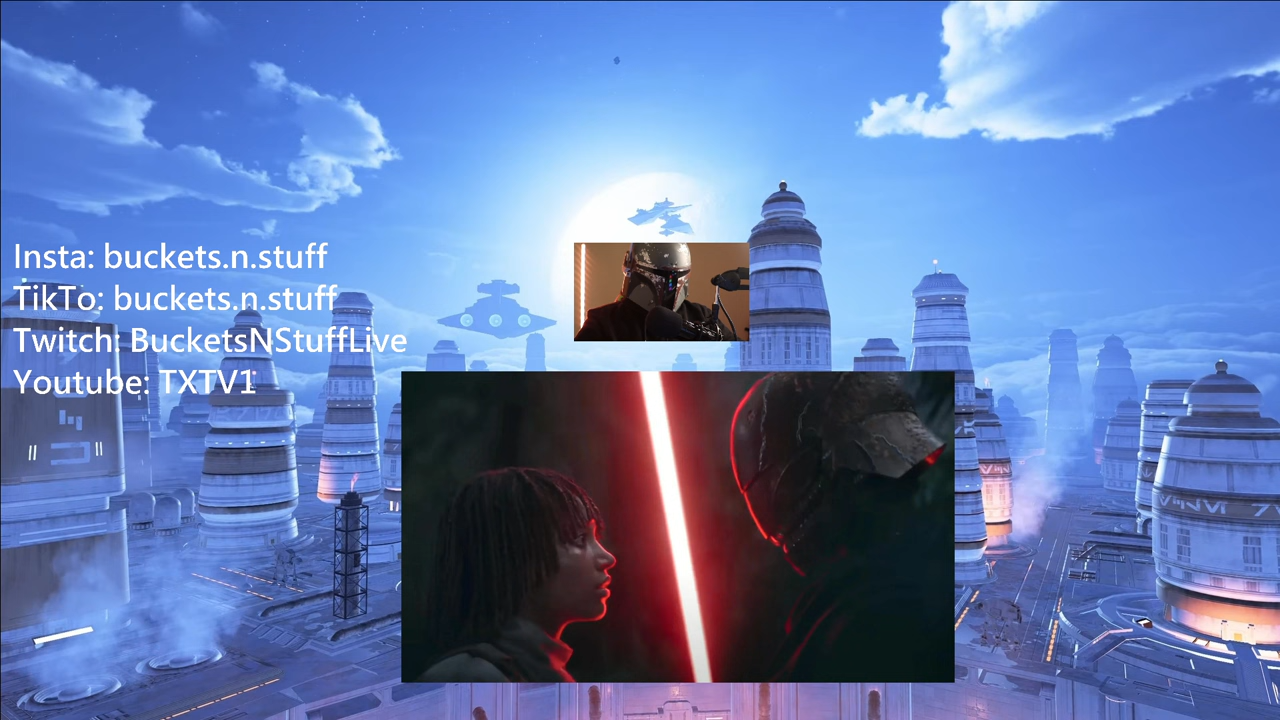 Insta: buckets.n.stuff
TikTo: buckets.n.stuff
Twitch: BucketsNStuffLive
Youtube: TXTV1